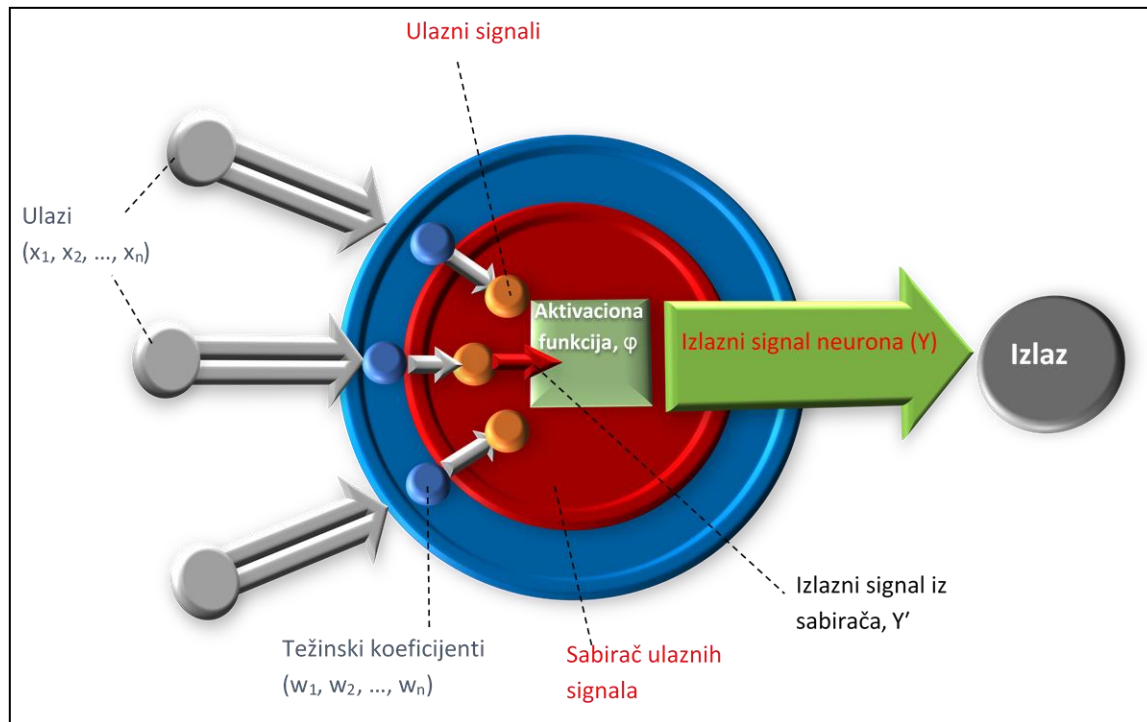 Ulazni signali
Ulazi
(x₁, x₂, ..., xₙ)
Aktivaciona
funkcija, φ
Izlazni signal neurona (Y)
Izlaz
Izlazni signal iz
sabirača, Y′
Težinski koeficijenti
(w₁, w₂, ..., wₙ)
Sabirač ulaznih
signala